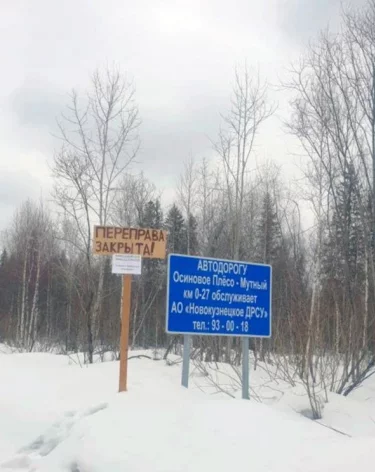 ПЕРЕПРАВА
ЗАКРЫТА!
АВТОДОРОГУ
Осиновое Плёсо - Мутный
км 0-27 обслуживает
АО «Новокузнецкое ДРСУ»
тел.: 93 - 00 - 18